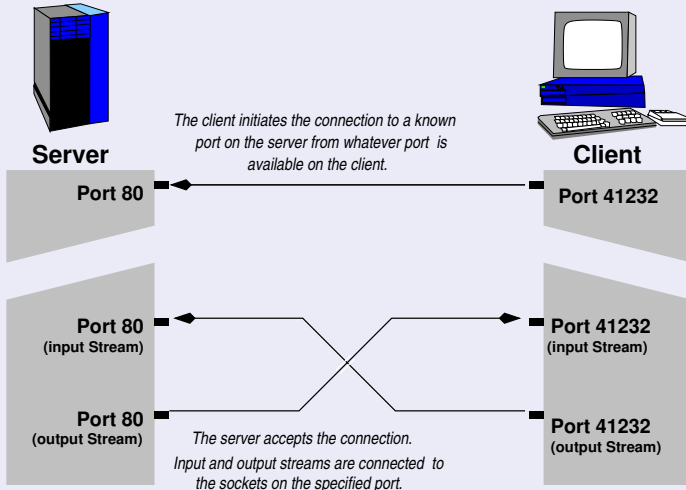 The client initiates the connection to a known
port on the server from whatever port is
available on the client.
Server
Client
Port 80
Port 41232
Port 80
(input Stream)
Port 41232
(input Stream)
Port 80
(output Stream)
Port 41232
(output Stream)
The server accepts the connection.
Input and output streams are connected to
the sockets on the specified port.